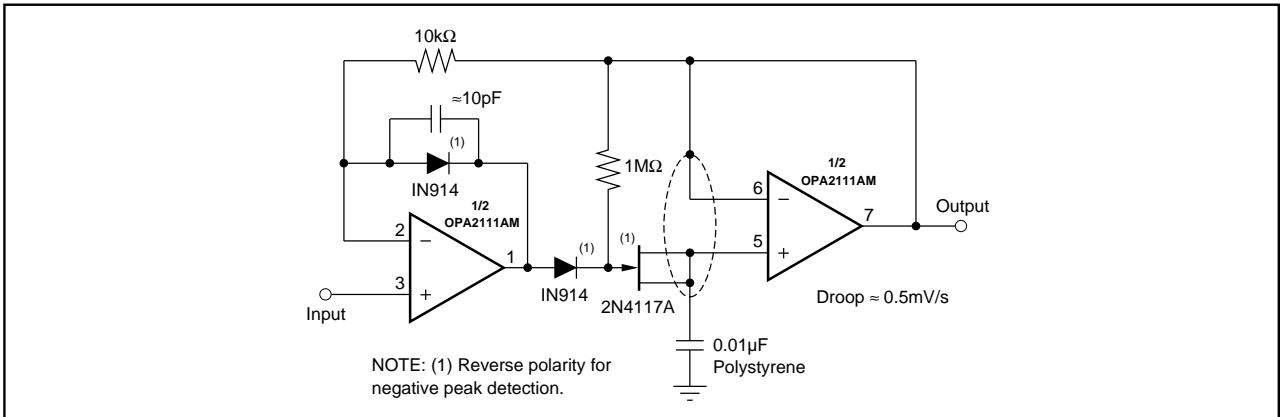 10kΩ
≈10pF
(1)
IN914
1MΩ
1/2
OPA2111AM
2
3
1
Input
(1)
IN914
(1)
2N4117A
1/2
OPA2111AM
6
5
7
Output
Droop ≈ 0.5mV/s
0.01µF
Polystyrene
NOTE: (1) Reverse polarity for
negative peak detection.